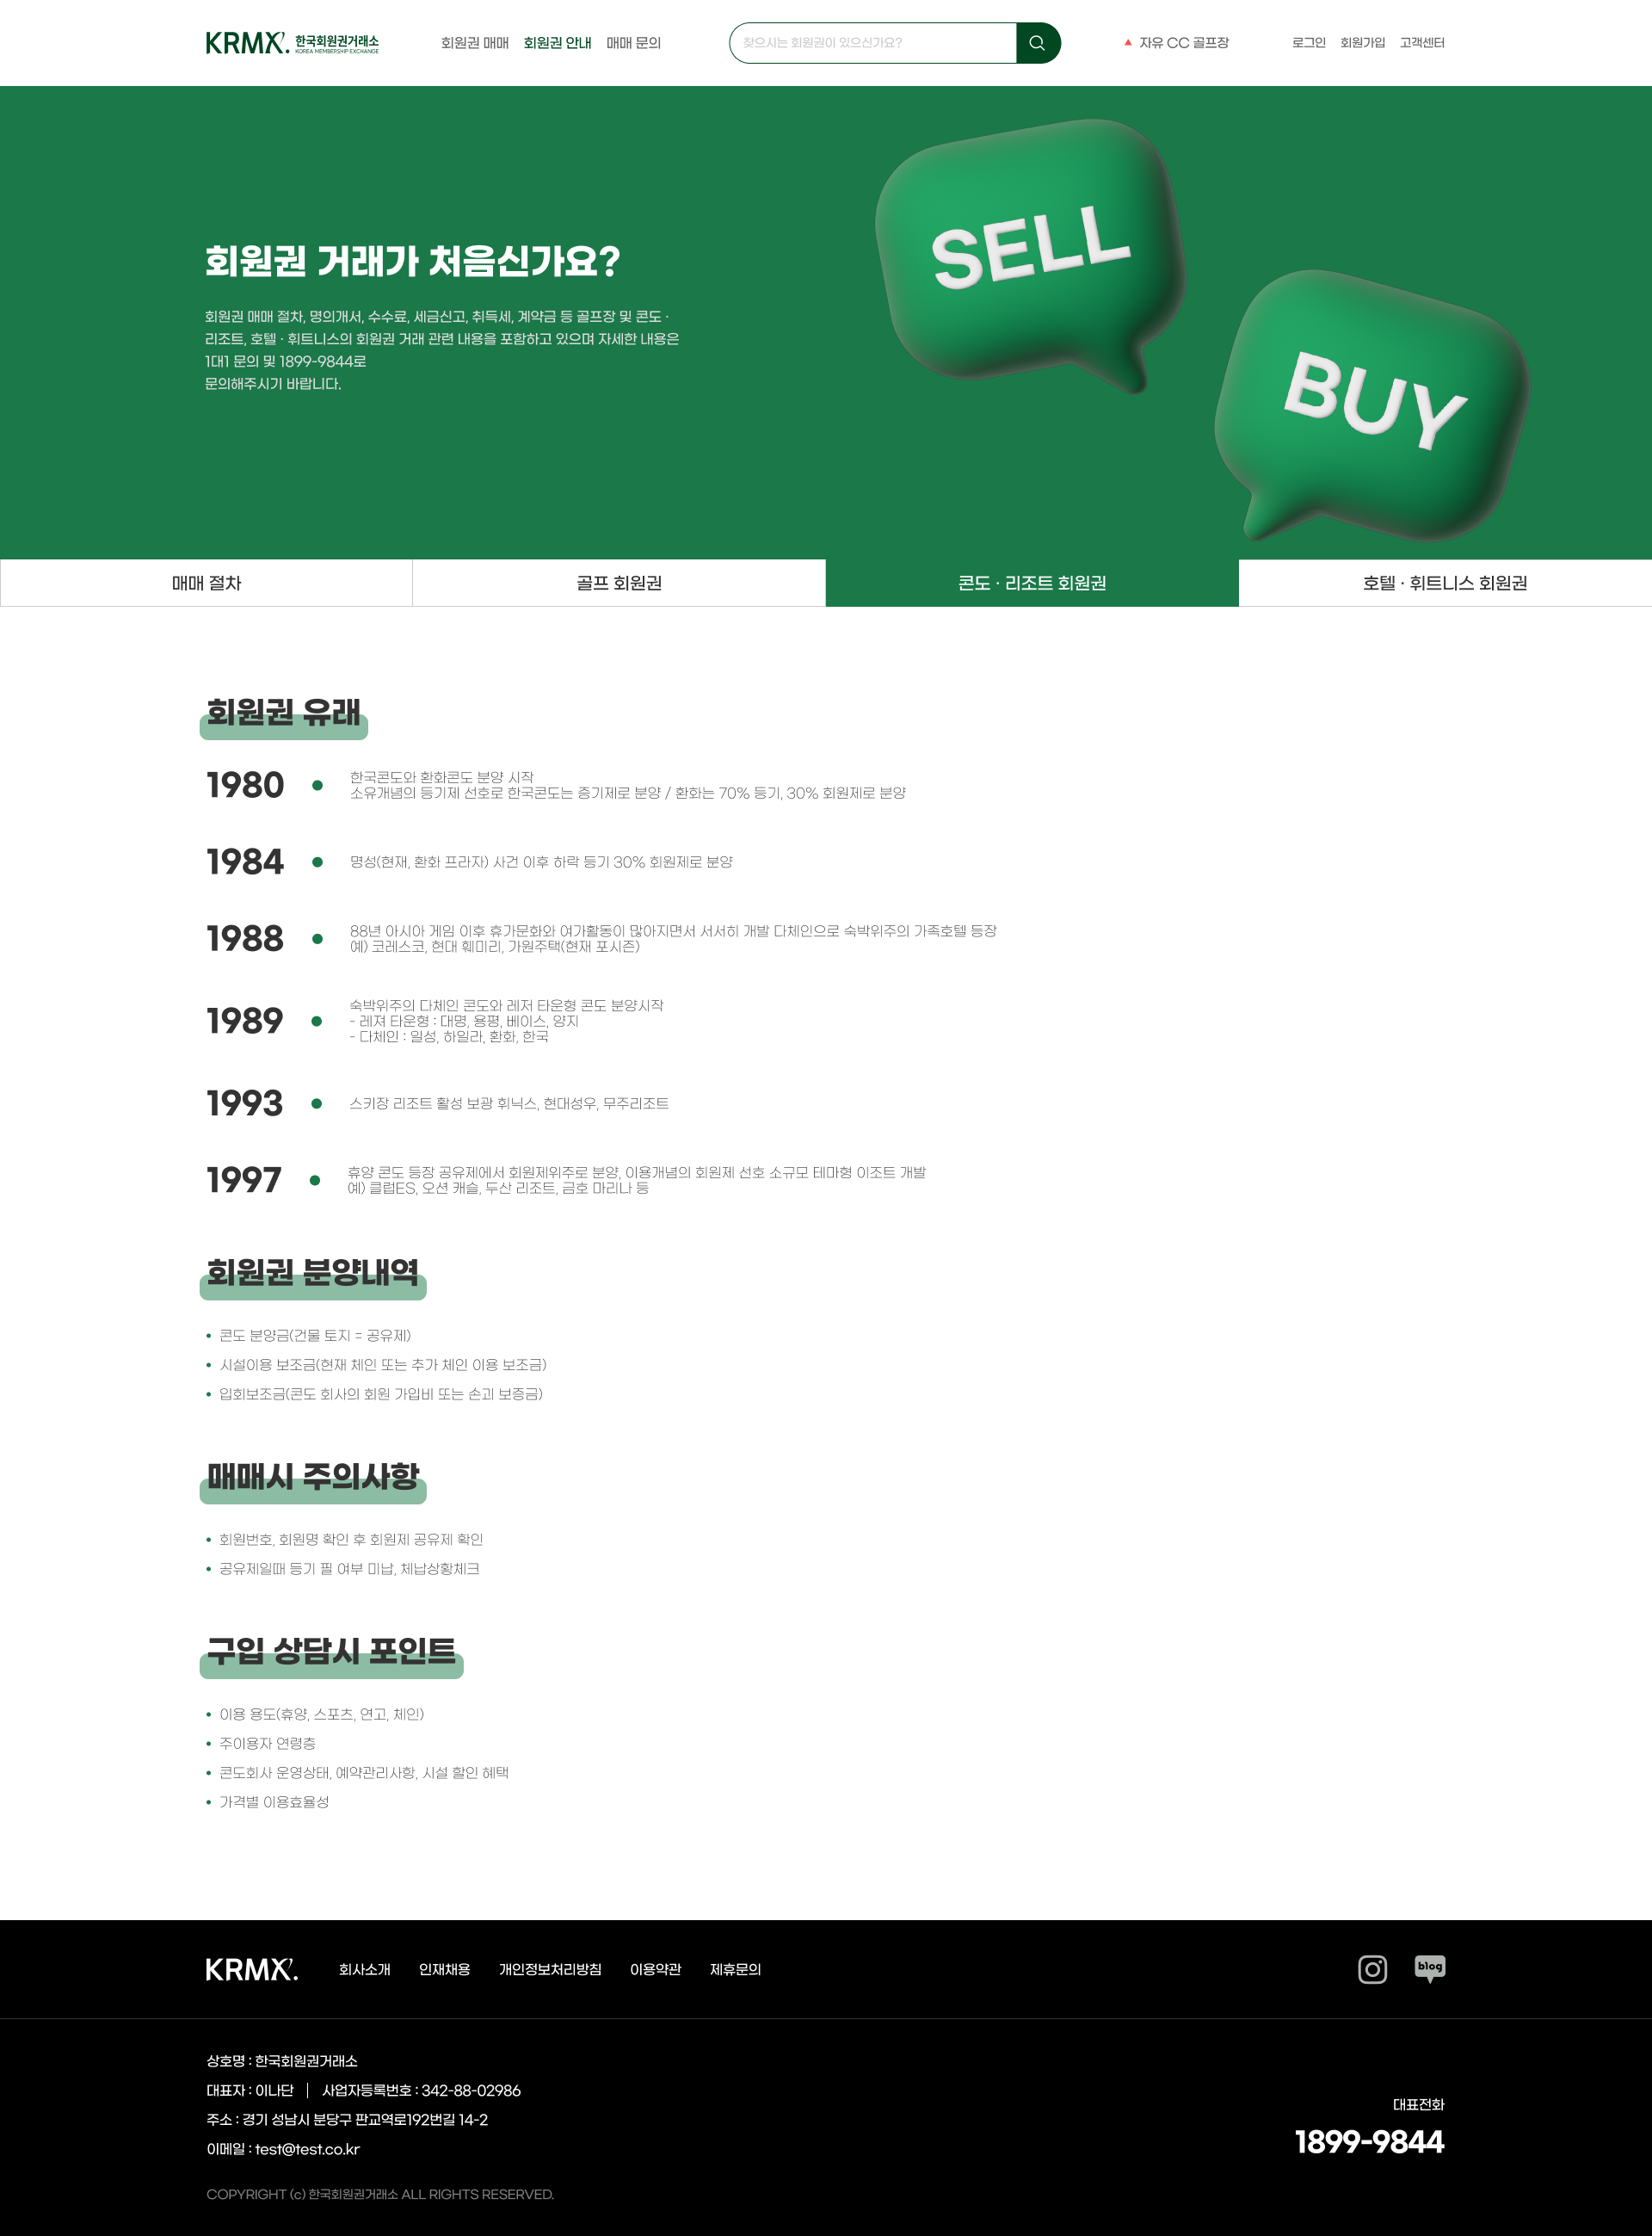 KRMX. 한국회원권거래소
KOREA MEMBERSHIP EXCHANGE
회원권 매매 회원권 안내 매매 문의
찾으시는 회원권이 있으신가요?
자유 CC 골프장
로그인 회원가입 고객센터
회원권 거래가 처음신가요?
회원권 매매 절차, 명의개서, 수수료, 세금신고, 취득세, 계약금 등 골프장 및 콘도 ·
리조트, 호텔 · 휘트니스의 회원권 거래 관련 내용을 포함하고 있으며 자세한 내용은
1대1 문의 및 1899-9844로
문의해주시기 바랍니다.
SELL
BUY
매매 절차
골프 회원권
콘도 · 리조트 회원권
호텔 · 휘트니스 회원권
회원권 유래
1980
한국콘도와 환화콘도 분양 시작
소유개념의 등기제 선호로 한국콘도는 증기제로 분양 / 환화는 70% 등기, 30% 회원제로 분양
1984
명성(현재, 환화 프라자) 사건 이후 하락 등기 30% 회원제로 분양
1988
88년 아시아 게임 이후 휴가문화와 여가활동이 많아지면서 서서히 개발 다체인으로 숙박위주의 가족호텔 등장
예) 코레스코, 현대 훼미리, 가원주택(현재 포시즌)
1989
숙박위주의 다체인 콘도와 레저 타운형 콘도 분양시작
- 레져 타운형 : 대명, 용평, 베이스, 양지
- 다체인 : 일성, 하일라, 환화, 한국
1993
스키장 리조트 활성 보광 휘닉스, 현대성우, 무주리조트
1997
휴양 콘도 등장 공유제에서 회원제위주로 분양, 이용개념의 회원제 선호 소규모 테마형 이조트 개발
예) 클럽ES, 오션 캐슬, 두산 리조트, 금호 마리나 등
회원권 분양내역
• 콘도 분양금(건물 토지 = 공유제)
• 시설이용 보조금(현재 체인 또는 추가 체인 이용 보조금)
• 입회보조금(콘도 회사의 회원 가입비 또는 손괴 보증금)
매매시 주의사항
• 회원번호, 회원명 확인 후 회원제 공유제 확인
• 공유제일때 등기 필 여부 미납, 체납상황체크
구입 상담시 포인트
• 이용 용도(휴양, 스포츠, 연고, 체인)
• 주이용자 연령층
• 콘도회사 운영상태, 예약관리사항, 시설 할인 혜택
• 가격별 이용효율성
KRMX.
회사소개 인재채용 개인정보처리방침 이용약관 제휴문의
blog
상호명 : 한국회원권거래소
대표자 : 이나단 | 사업자등록번호 : 342-88-02986
주소 : 경기 성남시 분당구 판교역로192번길 14-2
이메일 : test@test.co.kr
대표전화
1899-9844
COPYRIGHT (c) 한국회원권거래소 ALL RIGHTS RESERVED.